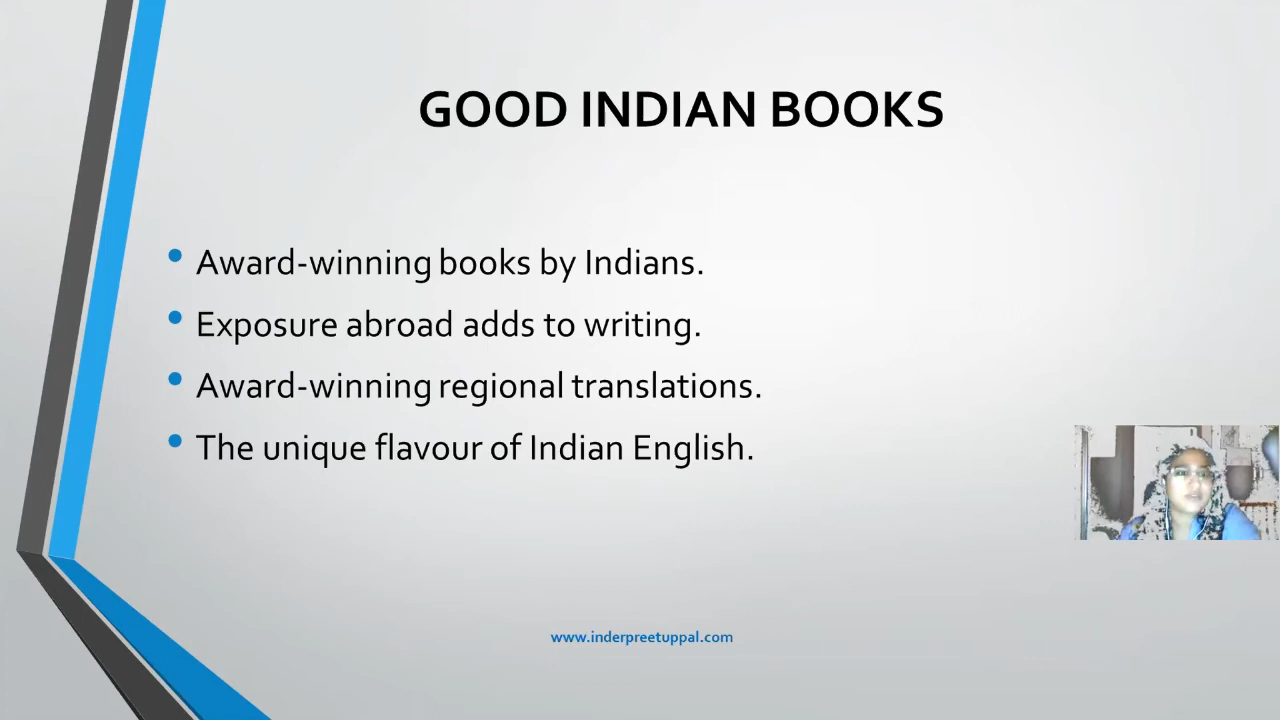 GOOD INDIAN BOOKS
• Award-winning books by Indians.
• Exposure abroad adds to writing.
• Award-winning regional translations.
• The unique flavour of Indian English.
www.inderpreetuppal.com